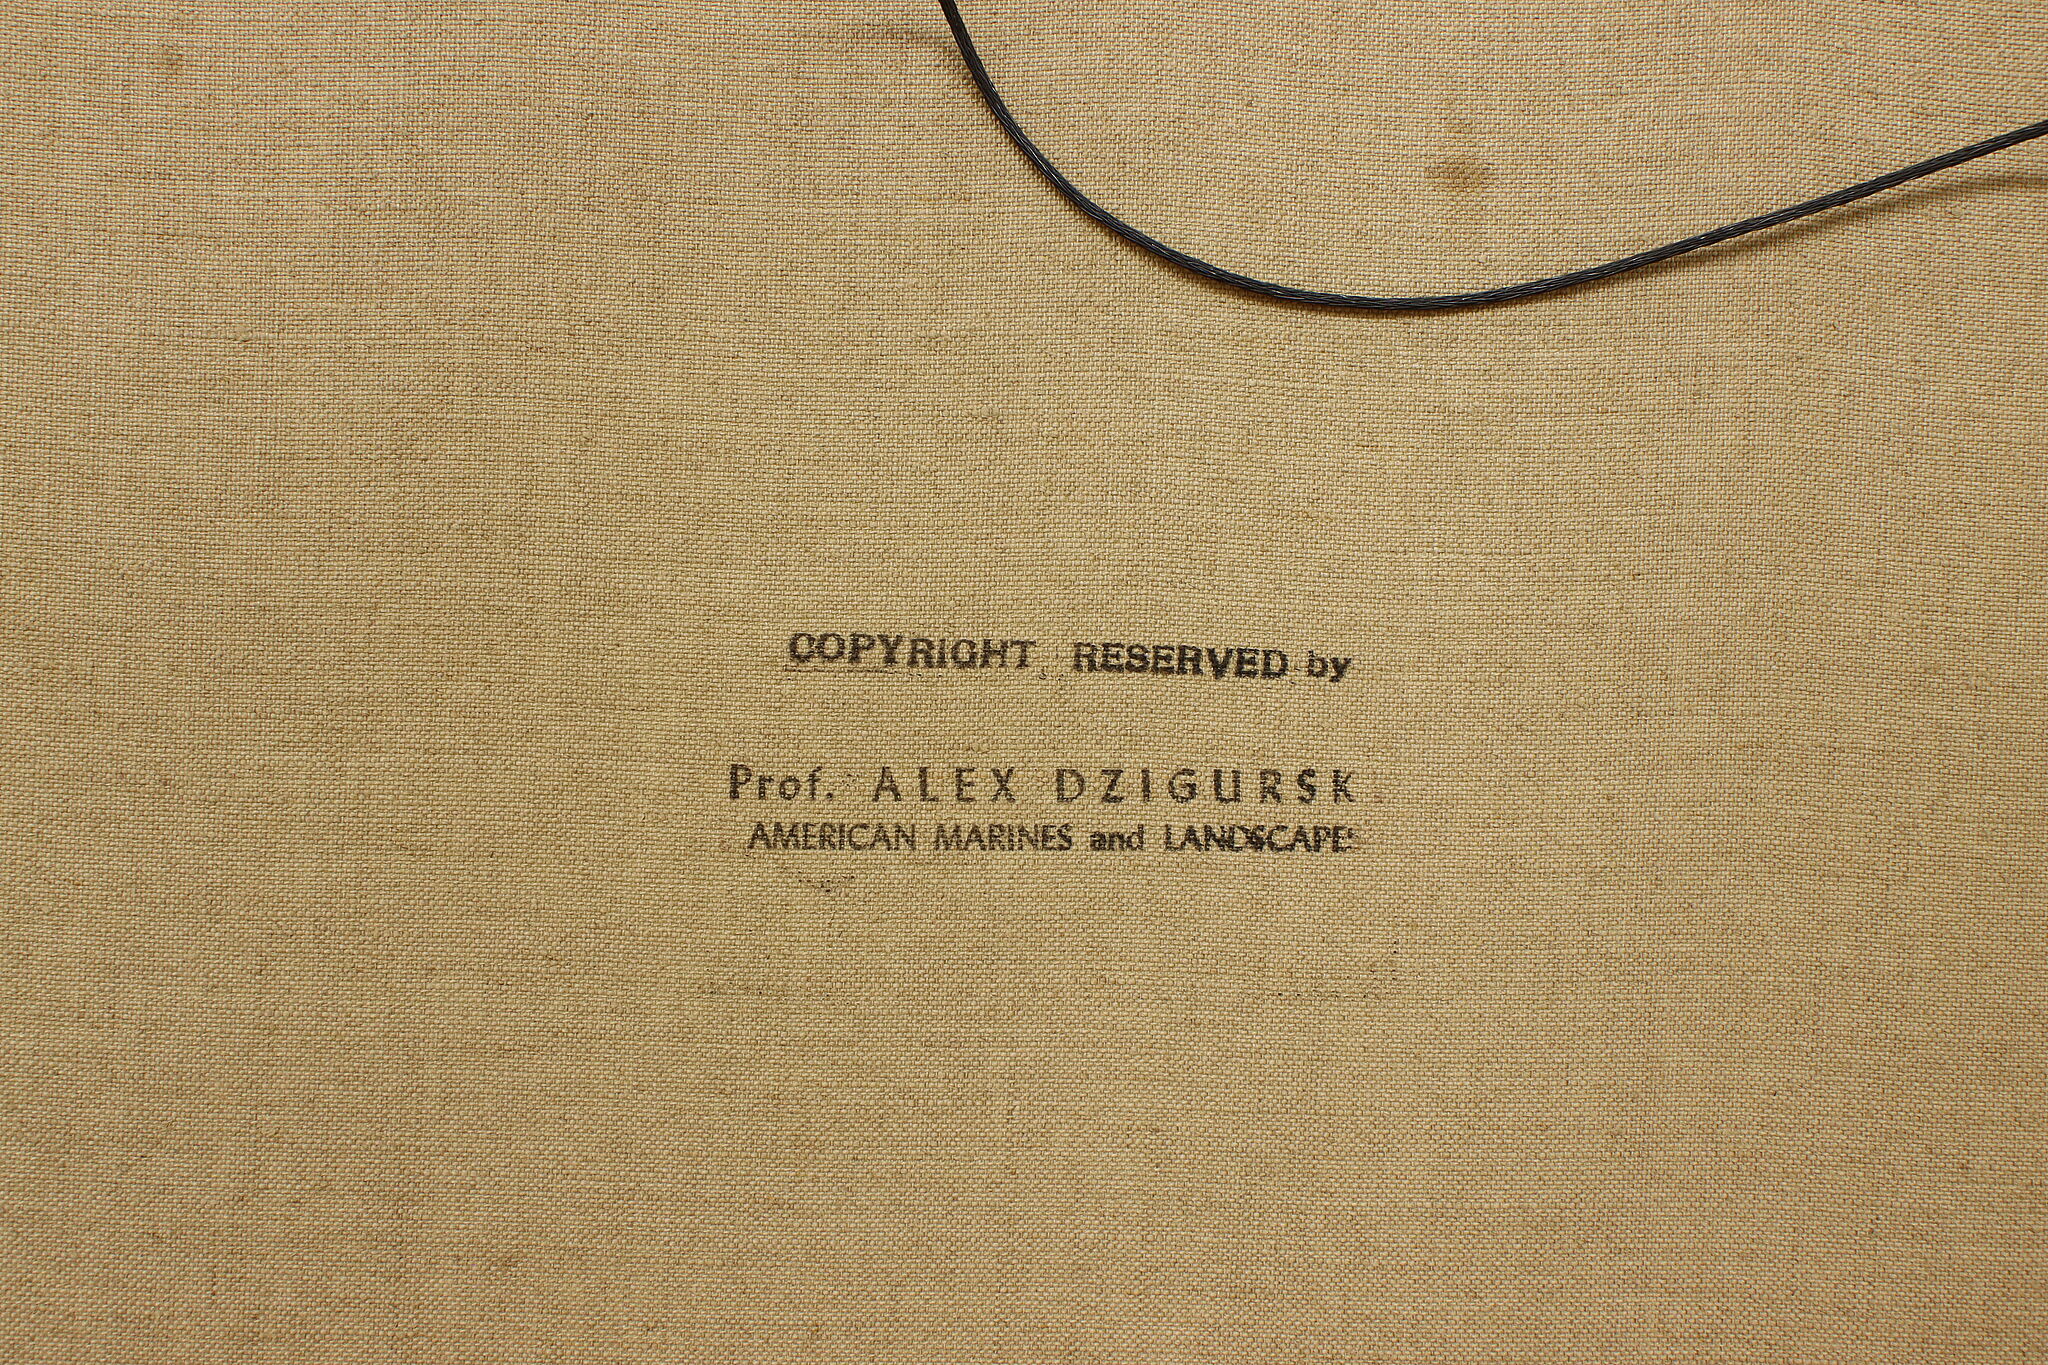 COPYRIGHT RESERVED by
Prof. ALEX DZIGURSK
AMERICAN MARINES and LANDSCAPE